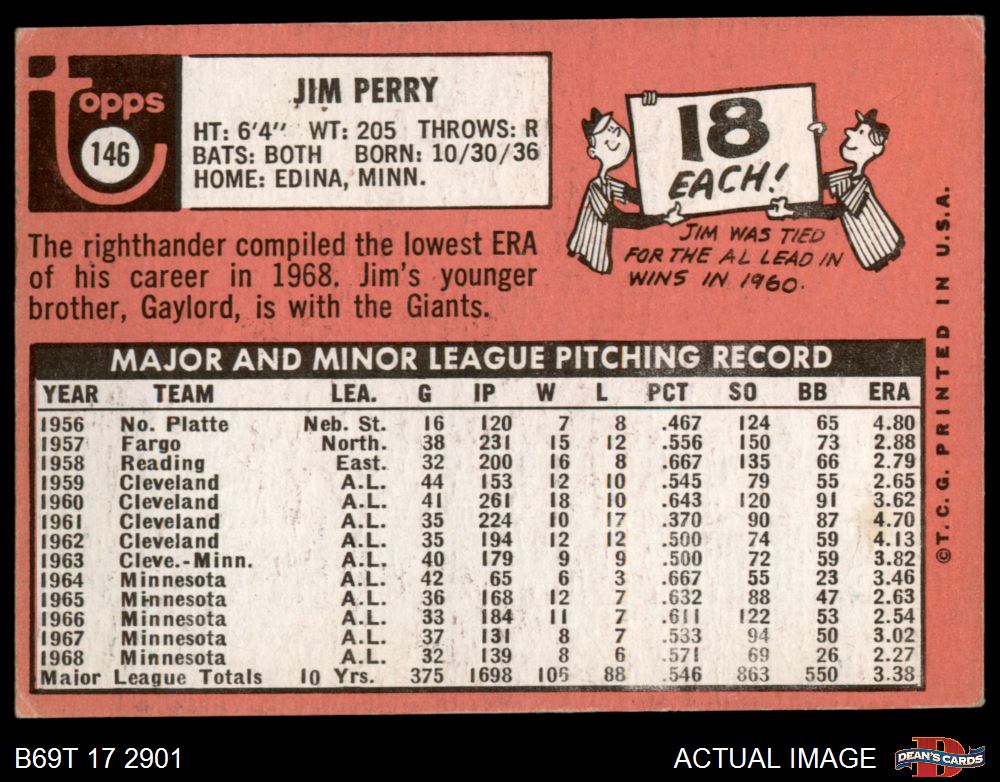 topps
146
JIM PERRY
HT: 6'4" WT: 205 THROWS: R
BATS: BOTH BORN: 10/30/36
HOME: EDINA, MINN.
The righthander compiled the lowest ERA
of his career in 1968. Jim's younger
brother, Gaylord, is with the Giants.
18
EACH!
JIM WAS TIED
FOR THE AL LEAD IN
WINS IN 1960.
MAJOR AND MINOR LEAGUE PITCHING RECORD
YEAR TEAM LEA. G IP W L PCT SO BB ERA
1956 No. Platte Neb. St. 16 120 7 8 .467 124 65 4.80
1957 Fargo North. 38 231 15 12 .556 150 73 2.88
1958 Reading East. 32 200 16 8 .667 135 66 2.79
1959 Cleveland A.L. 44 153 12 10 .545 79 55 2.65
1960 Cleveland A.L. 41 261 18 10 .643 120 91 3.62
1961 Cleveland A.L. 35 224 10 17 .370 90 87 4.70
1962 Cleveland A.L. 35 194 12 12 .500 74 59 4.13
1963 Cleve.-Minn. A.L. 40 179 9 9 .500 72 59 3.82
1964 Minnesota A.L. 42 65 6 3 .667 55 23 3.46
1965 Minnesota A.L. 36 168 12 7 .632 88 47 2.63
1966 Minnesota A.L. 33 184 11 7 .611 122 53 2.54
1967 Minnesota A.L. 37 131 8 7 .533 94 50 3.02
1968 Minnesota A.L. 32 139 8 6 .571 69 26 2.27
Major League Totals 10 Yrs. 375 1698 106 88 .546 863 550 3.38
©T. C. G. PRINTED IN U.S.A.
B69T 17 2901
ACTUAL IMAGE
D
DEAN'S CARDS